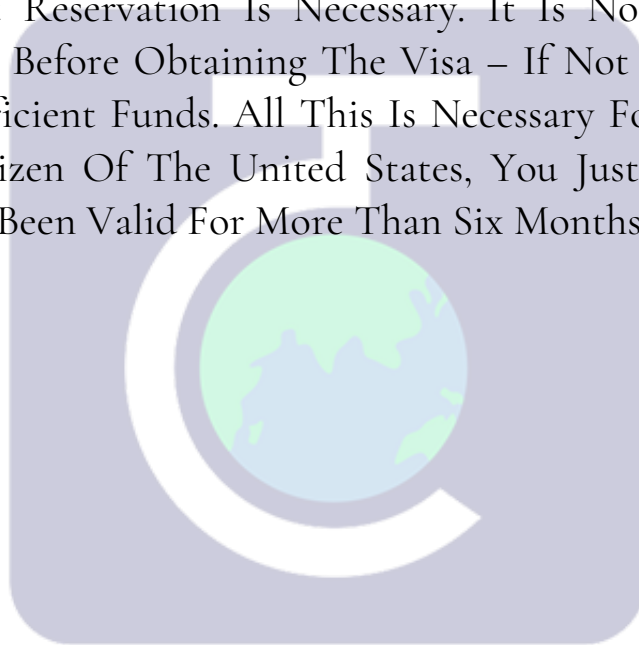 Reservation Is Necessary. It Is No
Before Obtaining The Visa – If Not
ficient Funds. All This Is Necessary Fo
izen Of The United States, You Just
Been Valid For More Than Six Months